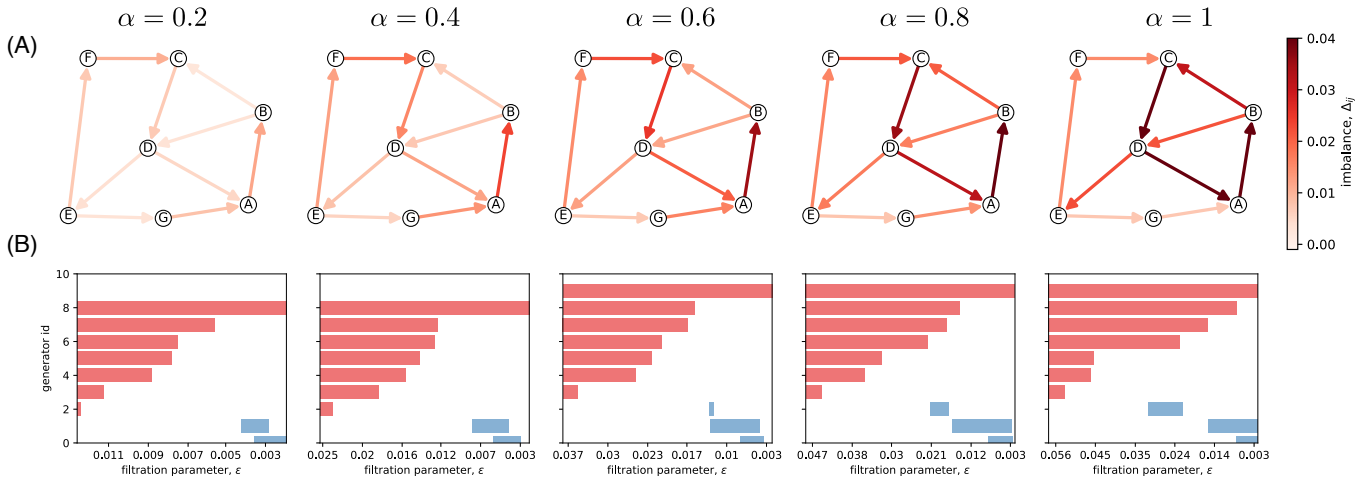 α = 0.2 α = 0.4 α = 0.6 α = 0.8 α = 1
(A)
F C B D A E G
F C B D A E G
F C B D A E G
F C B D A E G
F C B D A E G
0.04
0.03
0.02
0.01
0.00
imbalance, Δij
(B)
10
8
6
4
2
0
generator id
0.011 0.009 0.007 0.005 0.003
filtration parameter, ε
0.025 0.02 0.016 0.012 0.007 0.003
filtration parameter, ε
0.037 0.03 0.023 0.017 0.01 0.003
filtration parameter, ε
0.047 0.038 0.03 0.021 0.012 0.003
filtration parameter, ε
0.056 0.045 0.035 0.024 0.014 0.003
filtration parameter, ε